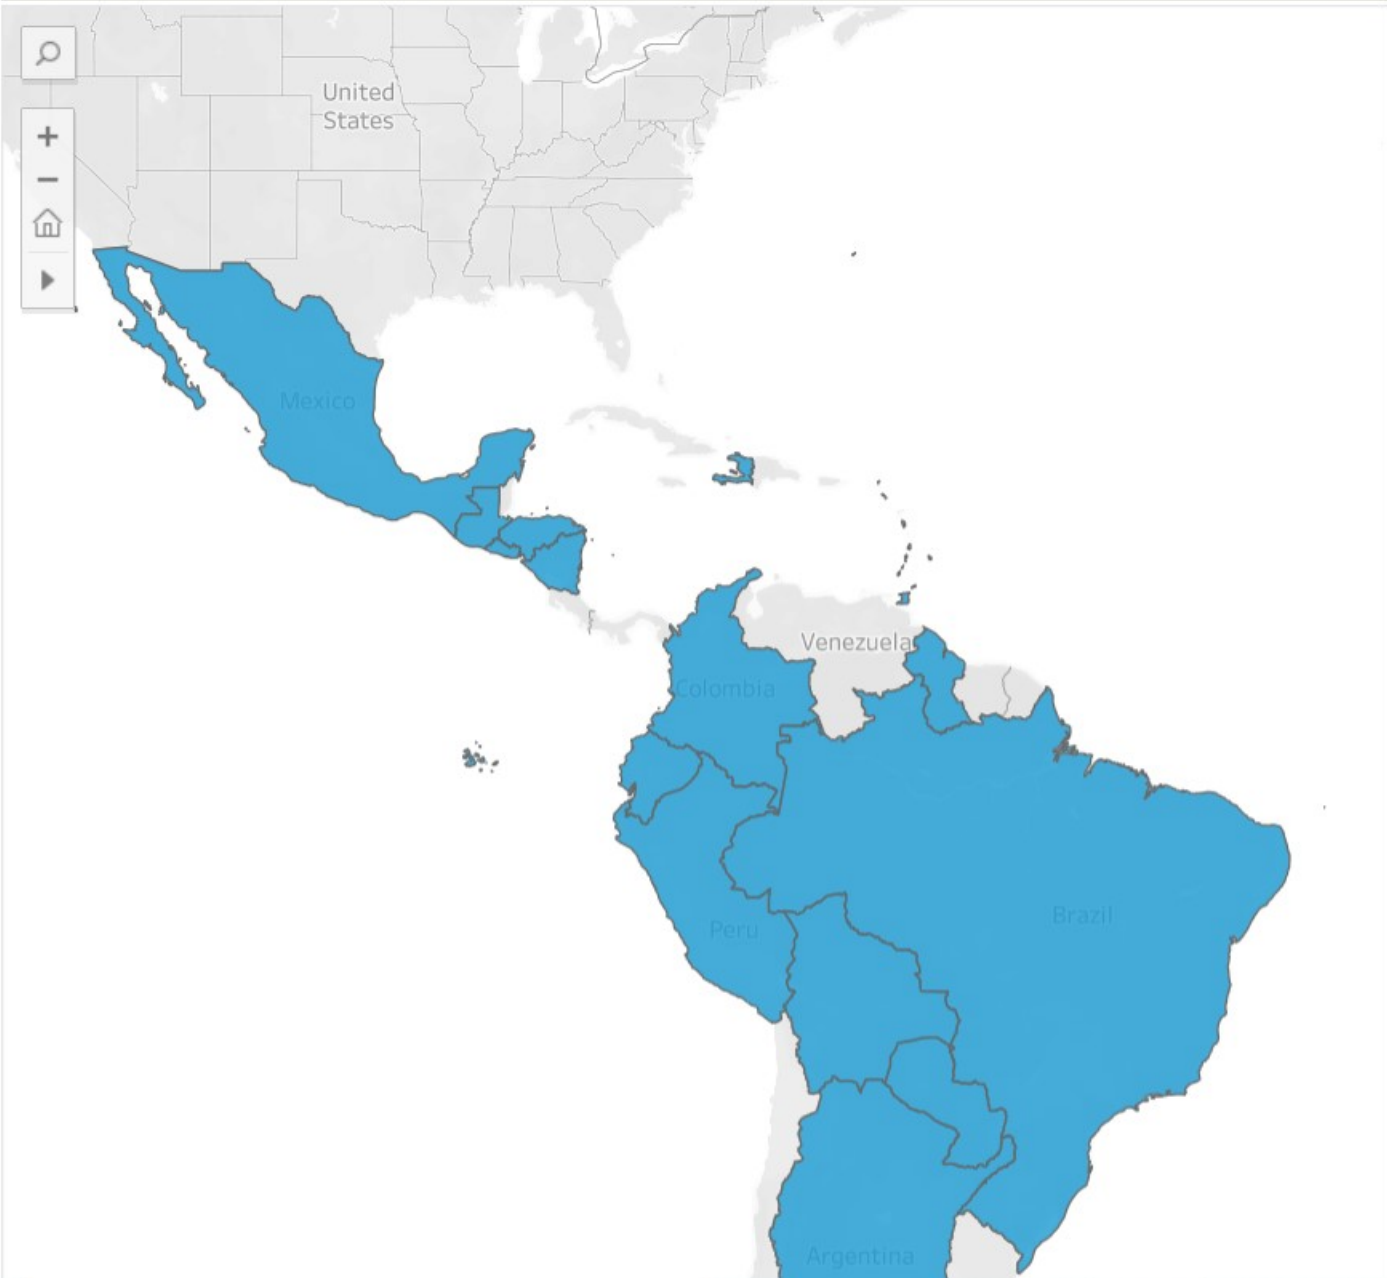 United
States
Mexico
Venezuela
Colombia
Brazil
Peru
Argentina